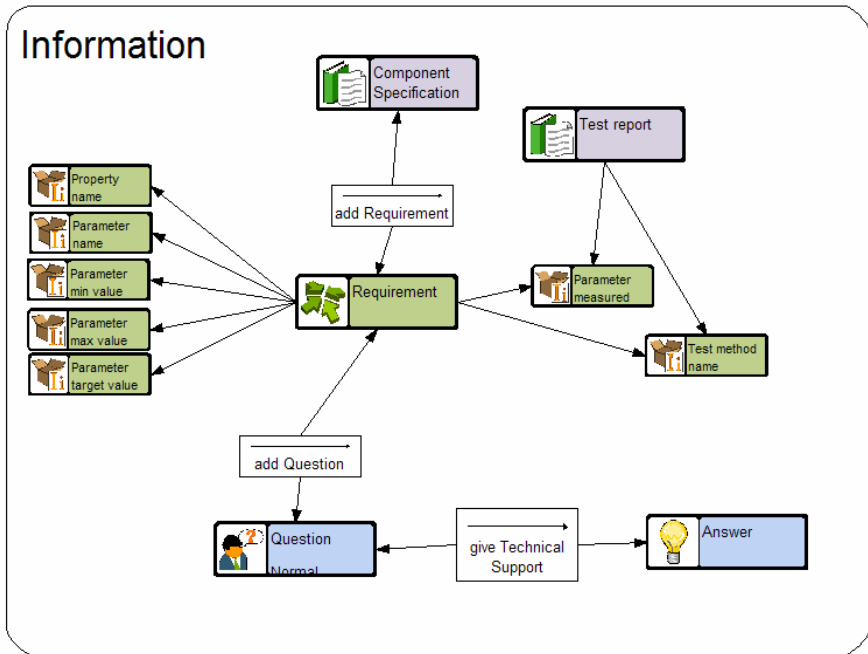 Information
Component
Specification
Test report
Property
name
add Requirement
Parameter
name
Parameter
min value
Requirement
Parameter
measured
Parameter
max value
Test method
name
Parameter
target value
add Question
Question
Normal
give Technical
Support
Answer